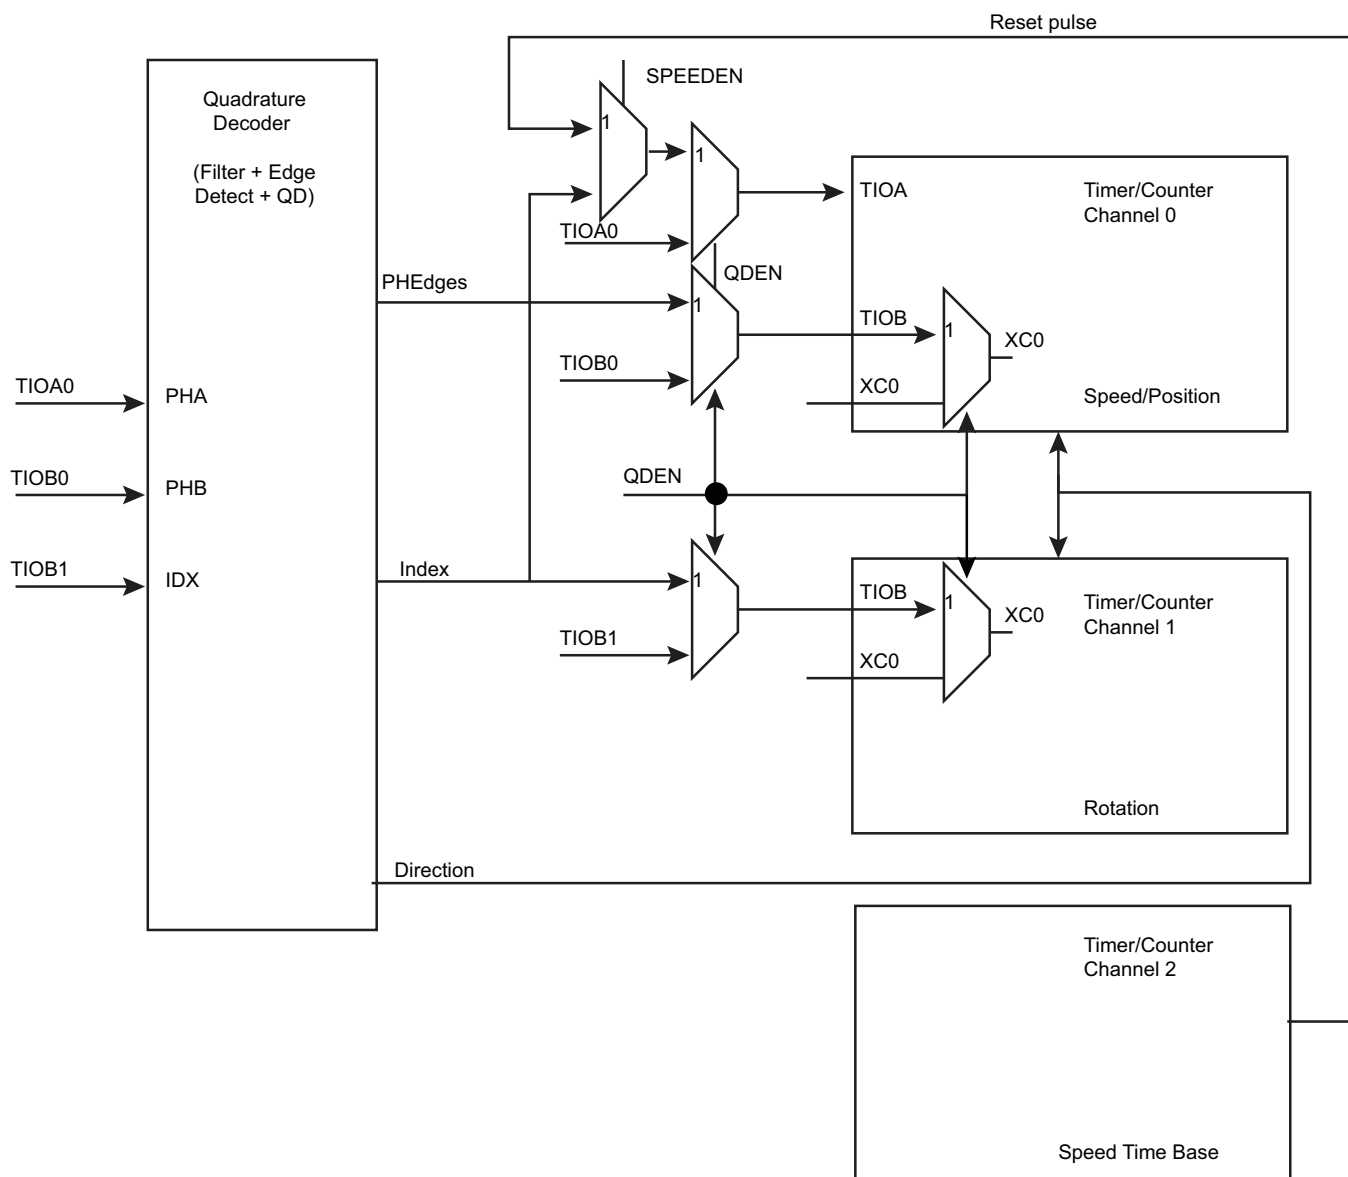 Reset pulse
SPEEDEN
Quadrature
Decoder
(Filter + Edge
Detect + QD)
1
1
TIOA
Timer/Counter
Channel 0
TIOA0
QDEN
PHEdges
1
TIOB
1
XC0
TIOB0
XC0
Speed/Position
TIOA0
PHA
TIOB0
PHB
QDEN
TIOB1
IDX
Index
1
TIOB
1
XC0
Timer/Counter
Channel 1
TIOB1
XC0
Rotation
Direction
Timer/Counter
Channel 2
Speed Time Base